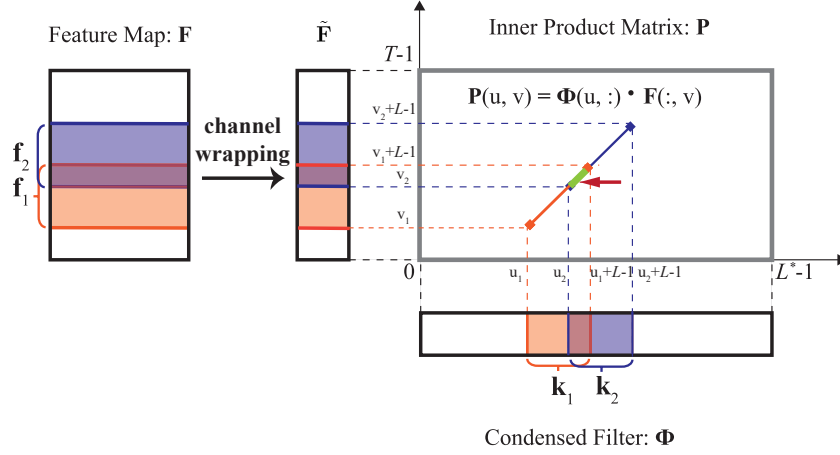 Feature Map: F
F̃
Inner Product Matrix: P
T-1
P(u, v) = Φ(u, :) • F(:, v)
v₂+L-1
channel
wrapping
v₁+L-1
f₂
v₂
f₁
v₁
0
u₁
u₂
u₁+L-1
u₂+L-1
L*-1
k₁
k₂
Condensed Filter: Φ